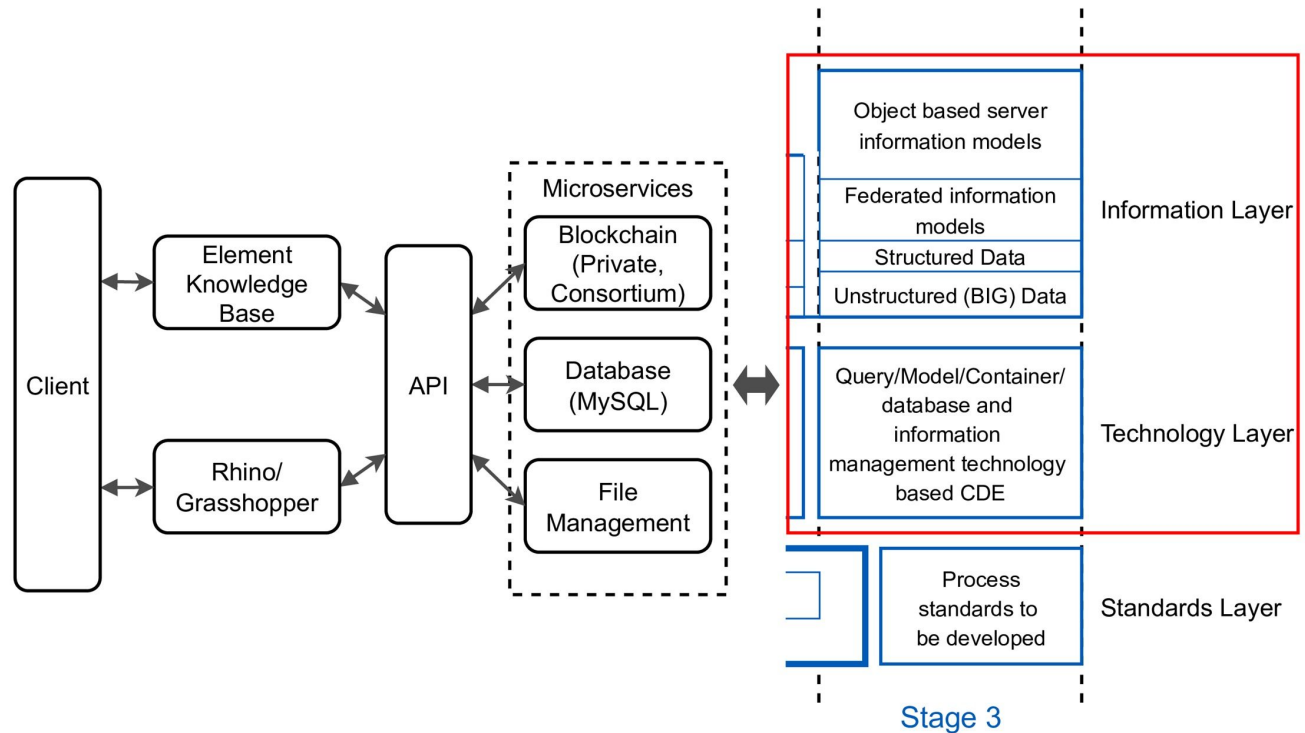 Client
Element
Knowledge
Base
Rhino/
Grasshopper
API
Microservices
Blockchain
(Private,
Consortium)
Database
(MySQL)
File
Management
Object based server
information models
Federated information
models
Structured Data
Unstructured (BIG) Data
Information Layer
Query/Model/Container/
database and
information
management technology
based CDE
Technology Layer
Process
standards to
be developed
Standards Layer
Stage 3